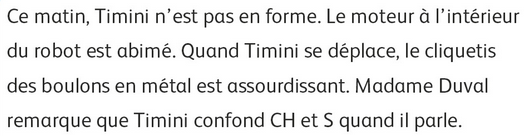 Ce matin, Timini n’est pas en forme. Le moteur à l’intérieur
du robot est abimé. Quand Timini se déplace, le cliquetis
des boulons en métal est assourdissant. Madame Duval
remarque que Timini confond CH et S quand il parle.